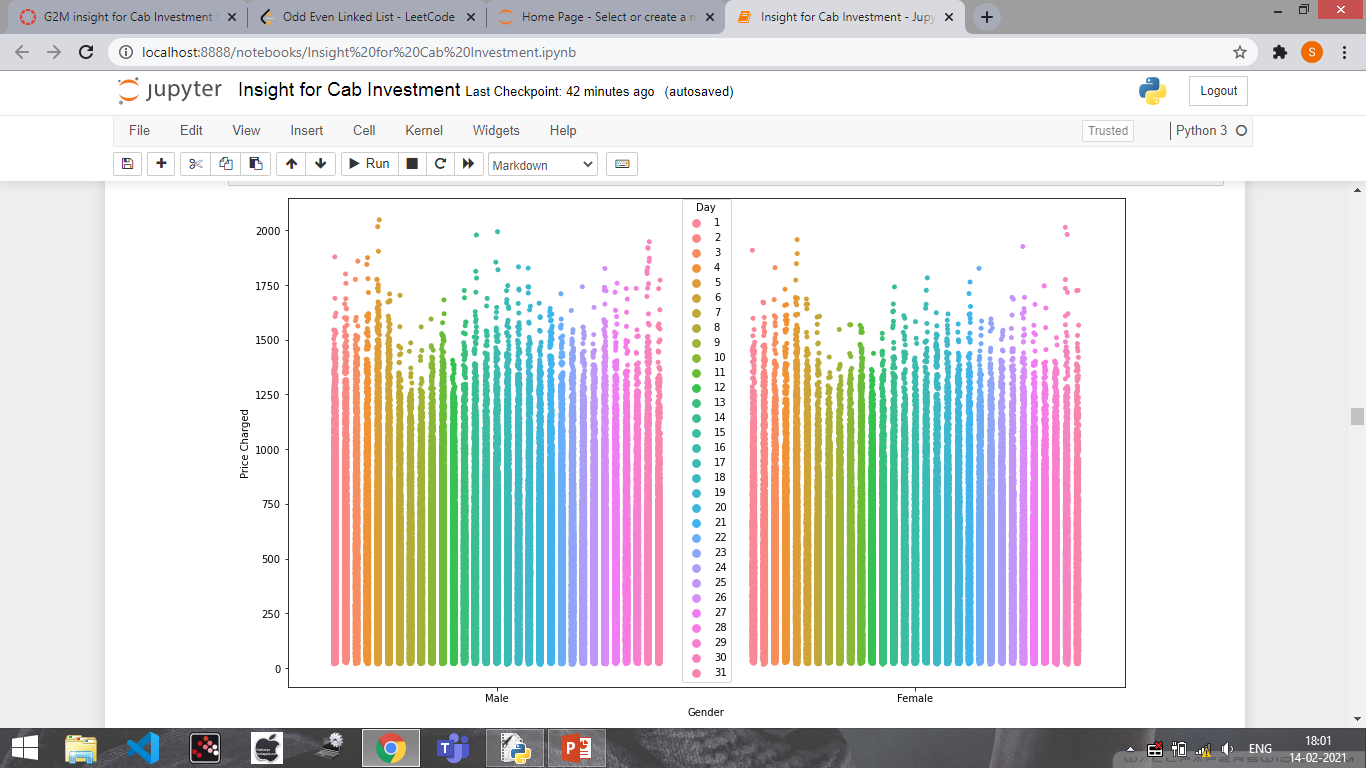 G2M insight for Cab Investment
Odd Even Linked List - LeetCode
Home Page - Select or create a n
Insight for Cab Investment - Jupy
localhost:8888/notebooks/Insight%20for%20Cab%20Investment.ipynb
S
jupyter Insight for Cab Investment Last Checkpoint: 42 minutes ago (autosaved)
Logout
File Edit View Insert Cell Kernel Widgets Help
Trusted
Python 3
Run
Markdown
Day
1
2
3
4
5
6
7
8
9
10
11
12
13
14
15
16
17
18
19
20
21
22
23
24
25
26
27
28
29
30
31
2000
1750
1500
1250
1000
750
500
250
0
Price Charged
Male
Female
Gender
ENG
18:01
14-02-2021